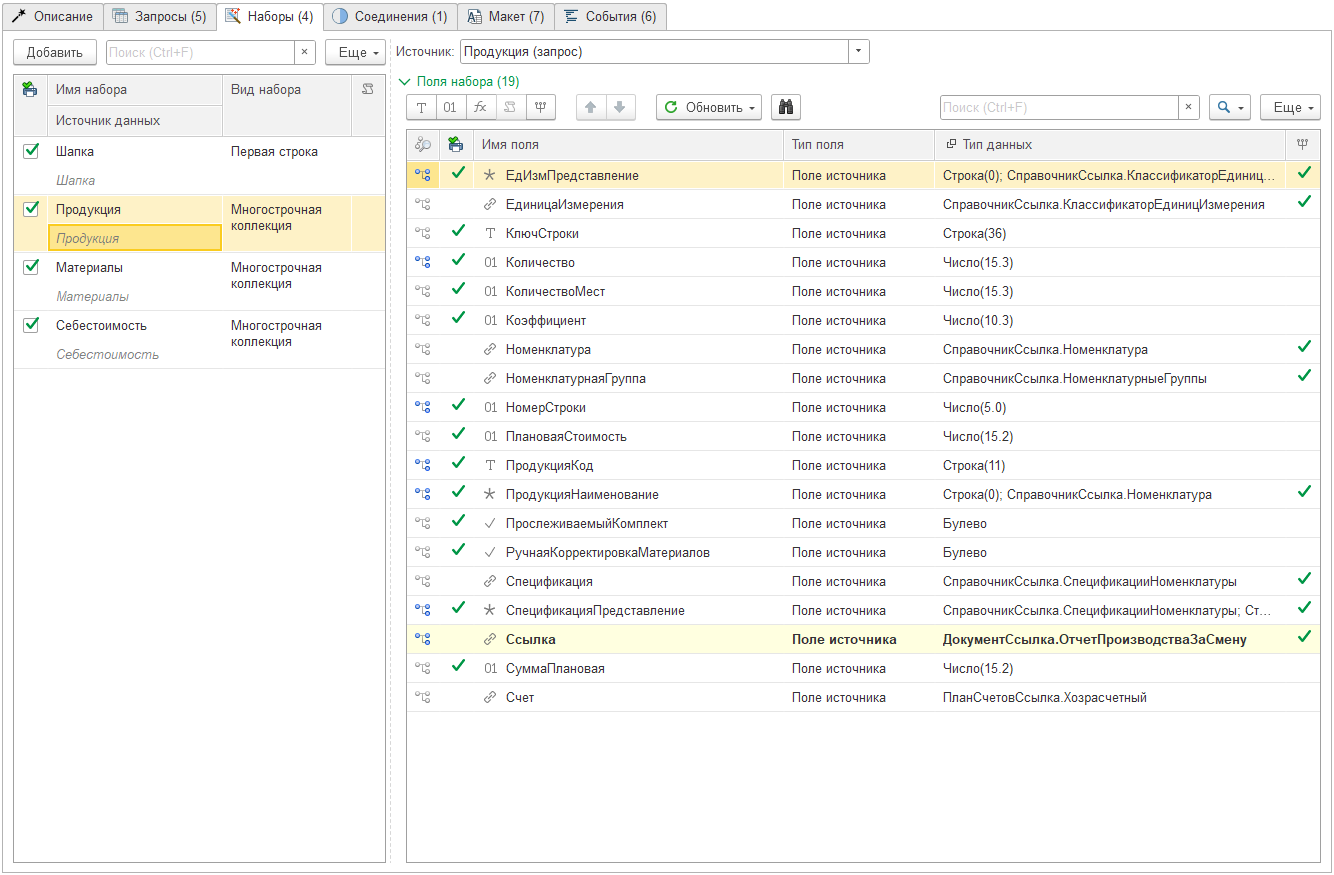 Описание Запросы (5) Наборы (4) Соединения (1) Макет (7) События (6)
Добавить Поиск (Ctrl+F) × Еще
Имя набора Вид набора
Источник данных
Шапка Первая строка
Шапка
Продукция Многострочная коллекция
Продукция
Материалы Многострочная коллекция
Материалы
Себестоимость Многострочная коллекция
Себестоимость
Источник: Продукция (запрос)
Поля набора (19)
T 01 fx Обновить Поиск (Ctrl+F) × Еще
Имя поля Тип поля Тип данных
ЕдИзмПредставление Поле источника Строка(0); СправочникСсылка.КлассификаторЕдиниц...
ЕдиницаИзмерения Поле источника СправочникСсылка.КлассификаторЕдиницИзмерения
T КлючСтроки Поле источника Строка(36)
01 Количество Поле источника Число(15.3)
01 КоличествоМест Поле источника Число(15.3)
01 Коэффициент Поле источника Число(10.3)
Номенклатура Поле источника СправочникСсылка.Номенклатура
НоменклатурнаяГруппа Поле источника СправочникСсылка.НоменклатурныеГруппы
01 НомерСтроки Поле источника Число(5.0)
01 ПлановаяСтоимость Поле источника Число(15.2)
T ПродукцияКод Поле источника Строка(11)
ПродукцияНаименование Поле источника Строка(0); СправочникСсылка.Номенклатура
ПрослеживаемыйКомплект Поле источника Булево
РучнаяКорректировкаМатериалов Поле источника Булево
Спецификация Поле источника СправочникСсылка.СпецификацииНоменклатуры
СпецификацияПредставление Поле источника СправочникСсылка.СпецификацииНоменклатуры; Ст...
Ссылка Поле источника ДокументСсылка.ОтчетПроизводстваЗаСмену
01 СуммаПлановая Поле источника Число(15.2)
Счет Поле источника ПланСчетовСсылка.Хозрасчетный